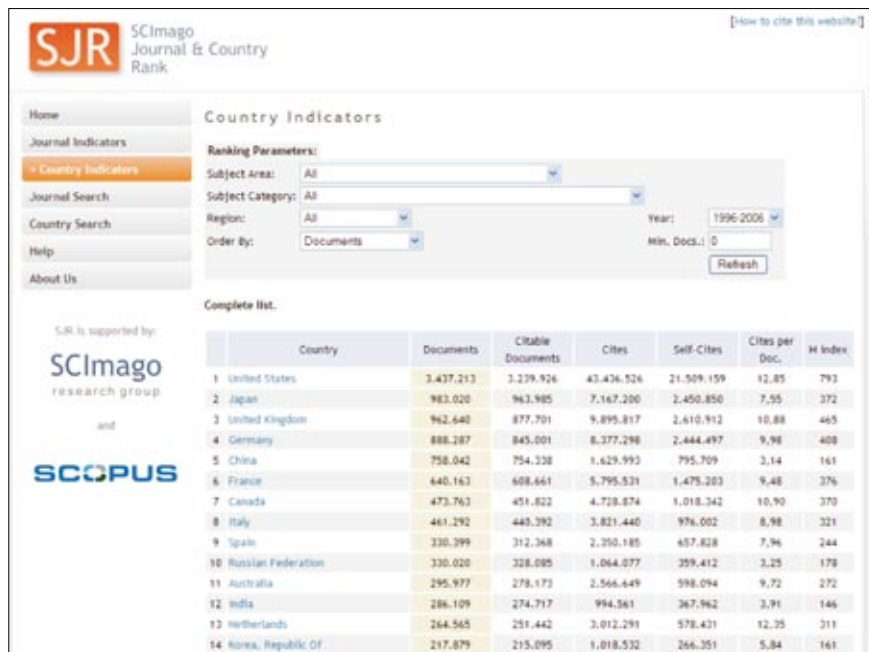 [How to cite this website?]
SJR
SCImago
Journal & Country
Rank
Home
Journal Indicators
Country Indicators
Journal Search
Country Search
Help
About Us
SJR is supported by:
SCImago
research group
and
SCOPUS
Country Indicators
Ranking Parameters:
Subject Area: All
Subject Category: All
Region: All Year: 1996-2006
Order By: Documents Min. Docs.: 0
Refresh
Complete list.
Country Documents Citable Documents Cites Self-Cites Cites per Doc. H Index
1 United States 3.437.213 3.239.926 43.436.526 21.509.159 12,85 793
2 Japan 983.020 963.985 7.167.200 2.450.850 7,55 372
3 United Kingdom 962.640 877.701 9.895.817 2.610.912 10,88 465
4 Germany 888.287 845.001 8.377.298 2.444.497 9,98 408
5 China 758.042 754.338 1.629.993 795.709 3,14 161
6 France 640.163 608.661 5.795.531 1.475.203 9,48 376
7 Canada 473.763 451.822 4.728.874 1.018.342 10,90 370
8 Italy 461.292 440.392 3.821.440 976.002 8,98 321
9 Spain 330.399 312.368 2.350.185 657.828 7,96 244
10 Russian Federation 330.020 328.085 1.064.077 359.412 3,25 178
11 Australia 295.977 278.173 2.566.649 598.094 9,72 272
12 India 286.109 274.717 994.561 367.962 3,91 146
13 Netherlands 264.565 251.442 3.012.291 578.431 12,35 311
14 Korea, Republic Of 217.879 215.095 1.018.532 266.351 5,84 161